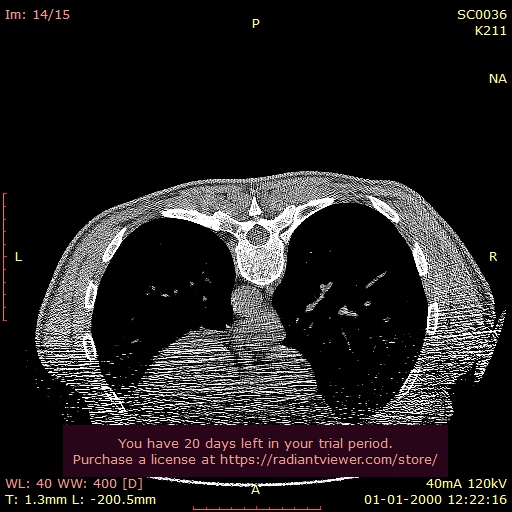 Im: 14/15
P
SC0036
K211
NA
L
R
You have 20 days left in your trial period.
Purchase a license at https://radiantviewer.com/store/
WL: 40 WW: 400 [D]
A
40mA 120kV
T: 1.3mm L: -200.5mm
01-01-2000 12:22:16